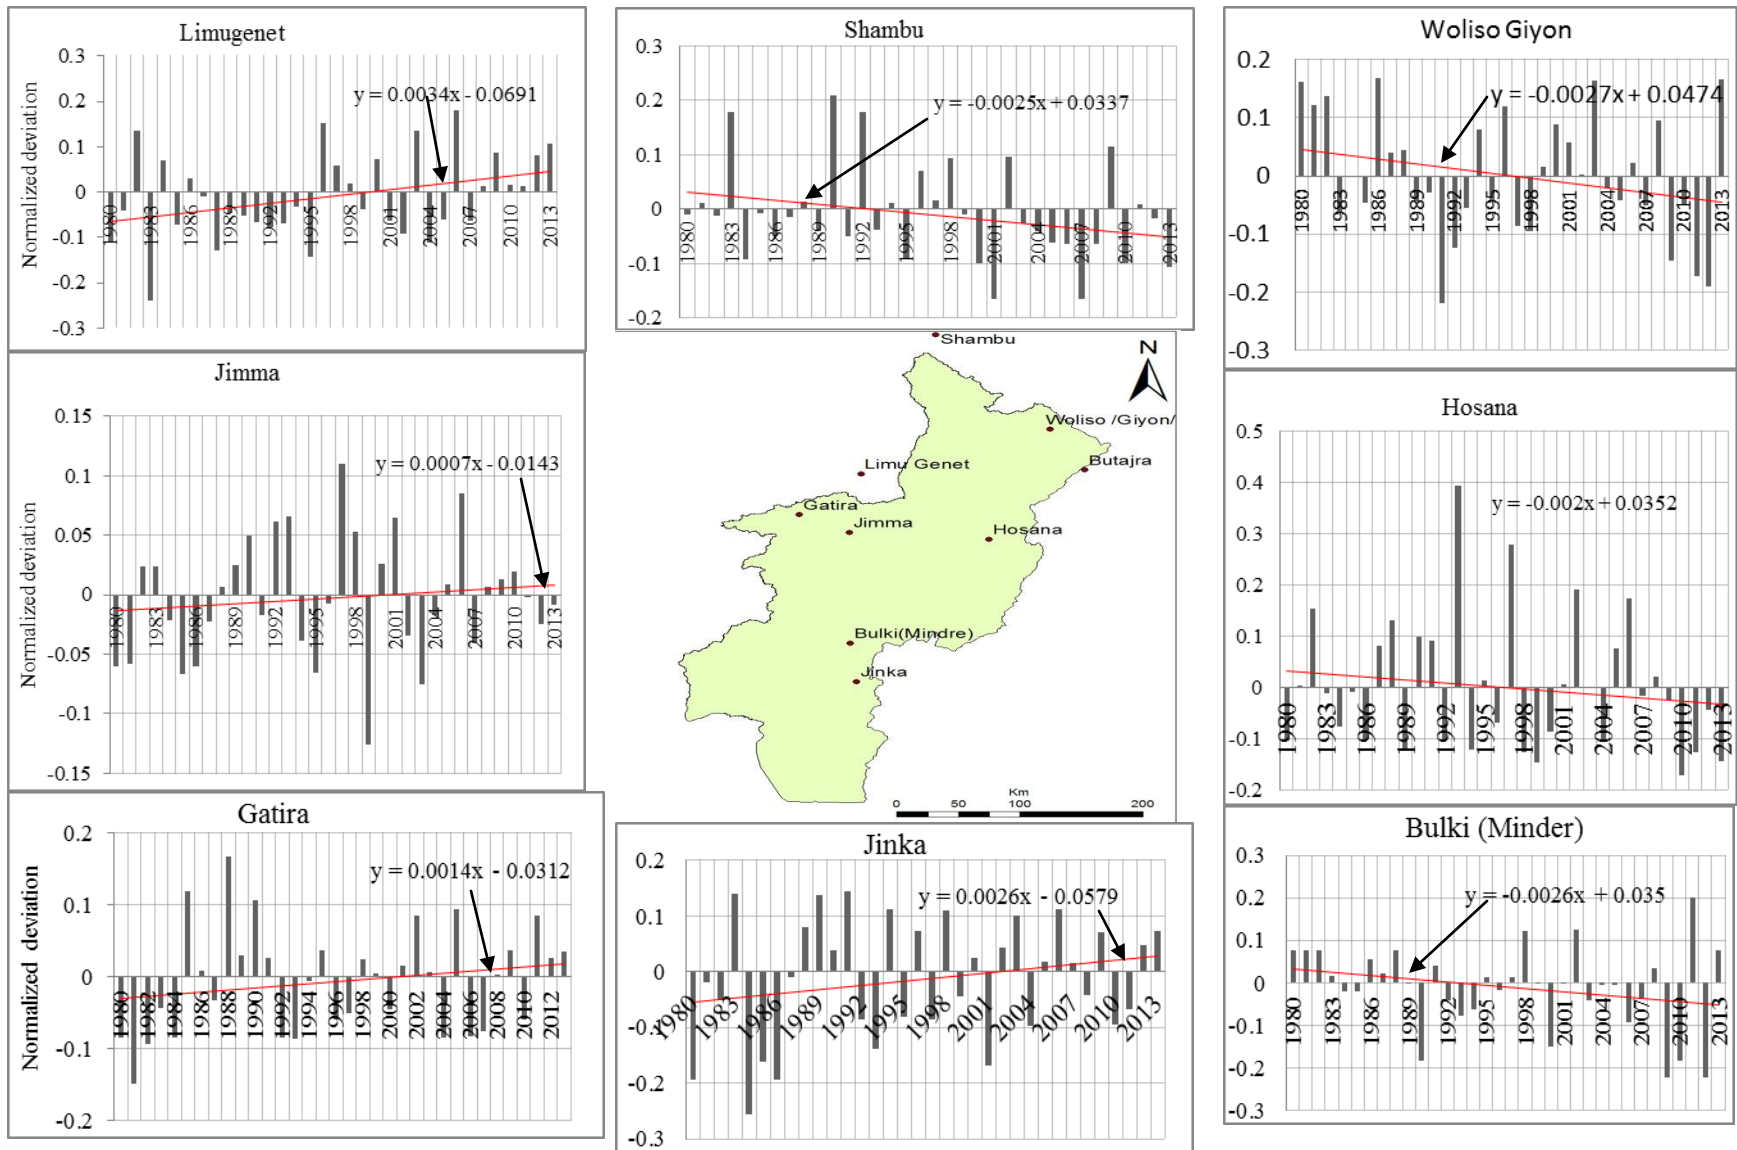 Limugenet
Normalized deviation
0.3
0.2
0.1
0
-0.1
-0.2
-0.3
y = 0.0034x - 0.0691
1980 1983 1986 1989 1992 1995 1998 2001 2004 2007 2010 2013
Shambu
0.3
0.2
0.1
0
-0.1
-0.2
y = -0.0025x + 0.0337
1980 1983 1986 1989 1992 1995 1998 2001 2004 2007 2010 2013
Woliso Giyon
0.2
0.1
0
-0.1
-0.2
-0.3
y = -0.0027x + 0.0474
1980 1983 1986 1989 1992 1995 1998 2001 2004 2007 2010 2013
Jimma
Normalized deviation
0.15
0.1
0.05
0
-0.05
-0.1
-0.15
y = 0.0007x - 0.0143
1980 1983 1986 1989 1992 1995 1998 2001 2004 2007 2010 2013
Shambu
N
Woliso /Giyon/
Butajra
Limu Genet
Gatira
Jimma
Hosana
Bulki(Mindre)
Jinka
Km
0 50 100 200
Hosana
0.5
0.4
0.3
0.2
0.1
0
-0.1
-0.2
y = -0.002x + 0.0352
1980 1983 1986 1989 1992 1995 1998 2001 2004 2007 2010 2013
Gatira
Normalized deviation
0.2
0.1
0
-0.1
-0.2
y = 0.0014x - 0.0312
1980 1982 1984 1986 1988 1990 1992 1994 1996 1998 2000 2002 2004 2006 2008 2010 2012
Jinka
0.2
0.1
0
-0.1
-0.2
-0.3
y = 0.0026x - 0.0579
1980 1983 1986 1989 1992 1995 1998 2001 2004 2007 2010 2013
Bulki (Minder)
0.3
0.2
0.1
0
-0.1
-0.2
-0.3
y = -0.0026x + 0.035
1980 1983 1986 1989 1992 1995 1998 2001 2004 2007 2010 2013